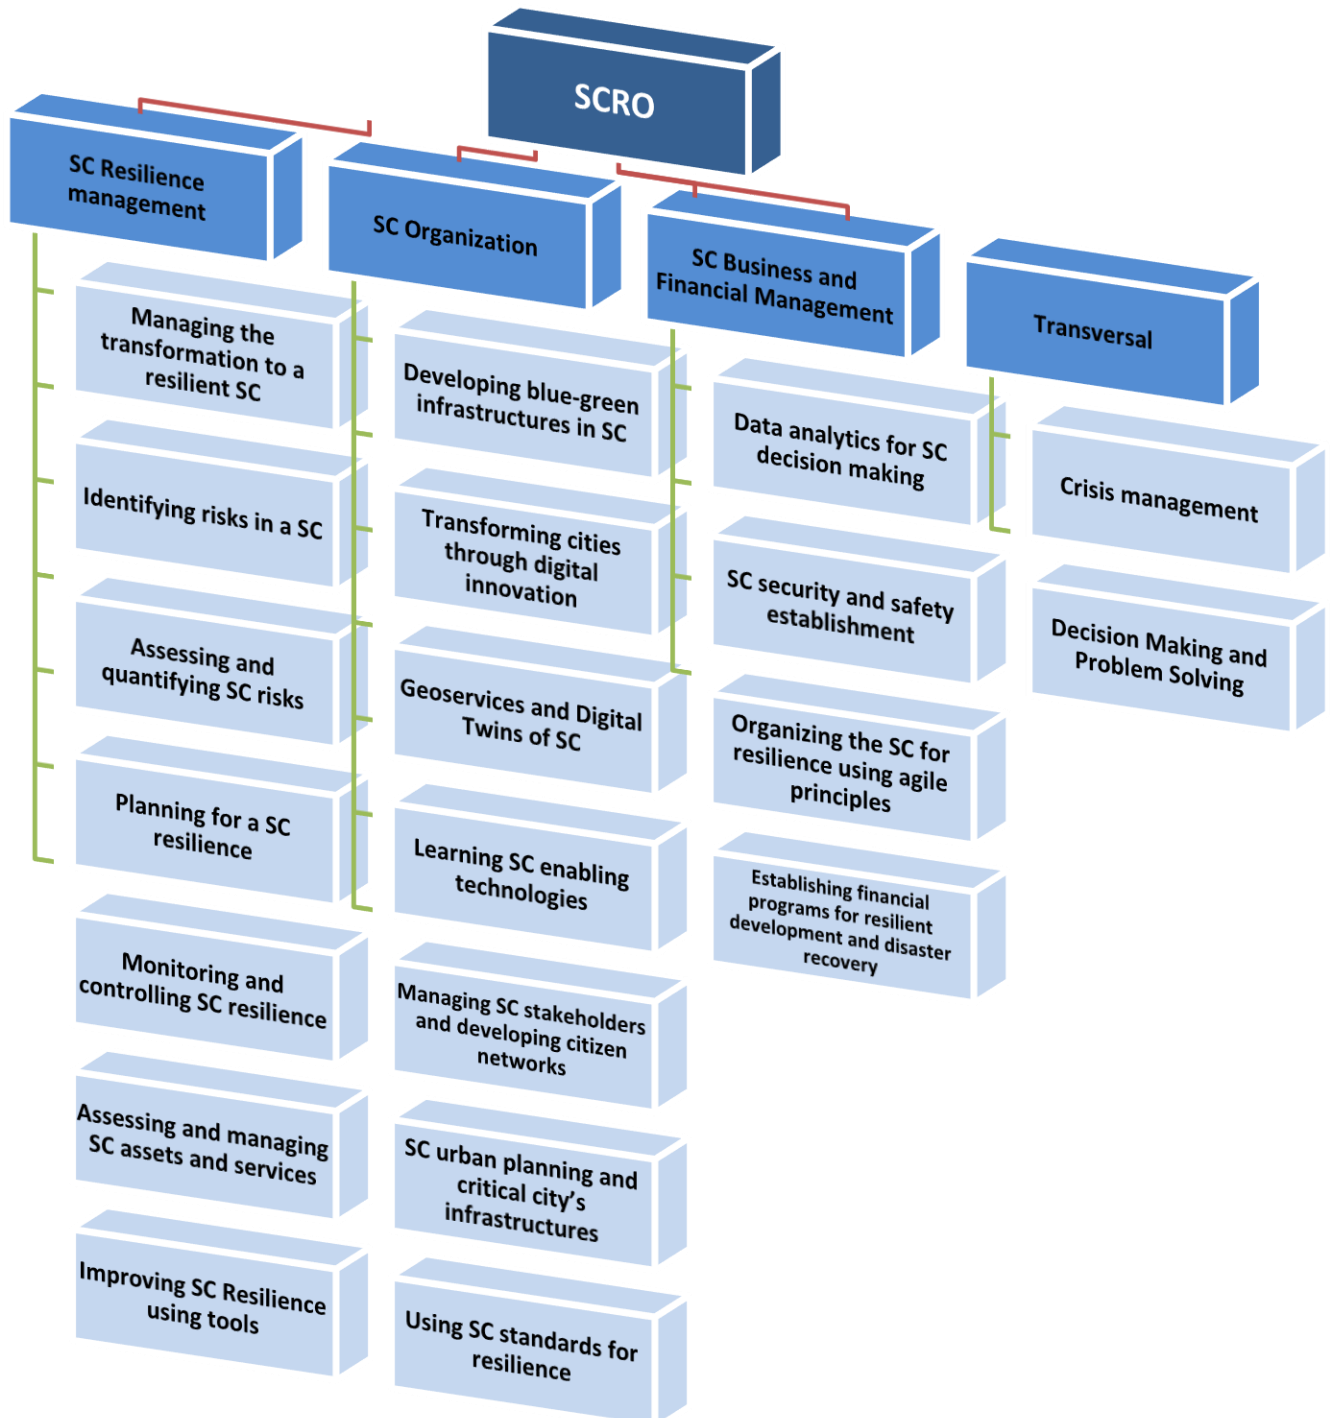 SCRO
SC Resilience
management
Managing the
transformation to a
resilient SC
Identifying risks in a SC
Assessing and
quantifying SC risks
Planning for a SC
resilience
Monitoring and
controlling SC resilience
Assessing and managing
SC assets and services
Improving SC Resilience
using tools
SC Organization
Developing blue-green
infrastructures in SC
Transforming cities
through digital
innovation
Geoservices and Digital
Twins of SC
Learning SC enabling
technologies
Managing SC stakeholders
and developing citizen
networks
SC urban planning and
critical city’s
infrastructures
Using SC standards for
resilience
SC Business and
Financial Management
Data analytics for SC
decision making
SC security and safety
establishment
Organizing the SC for
resilience using agile
principles
Establishing financial
programs for resilient
development and disaster
recovery
Transversal
Crisis management
Decision Making and
Problem Solving